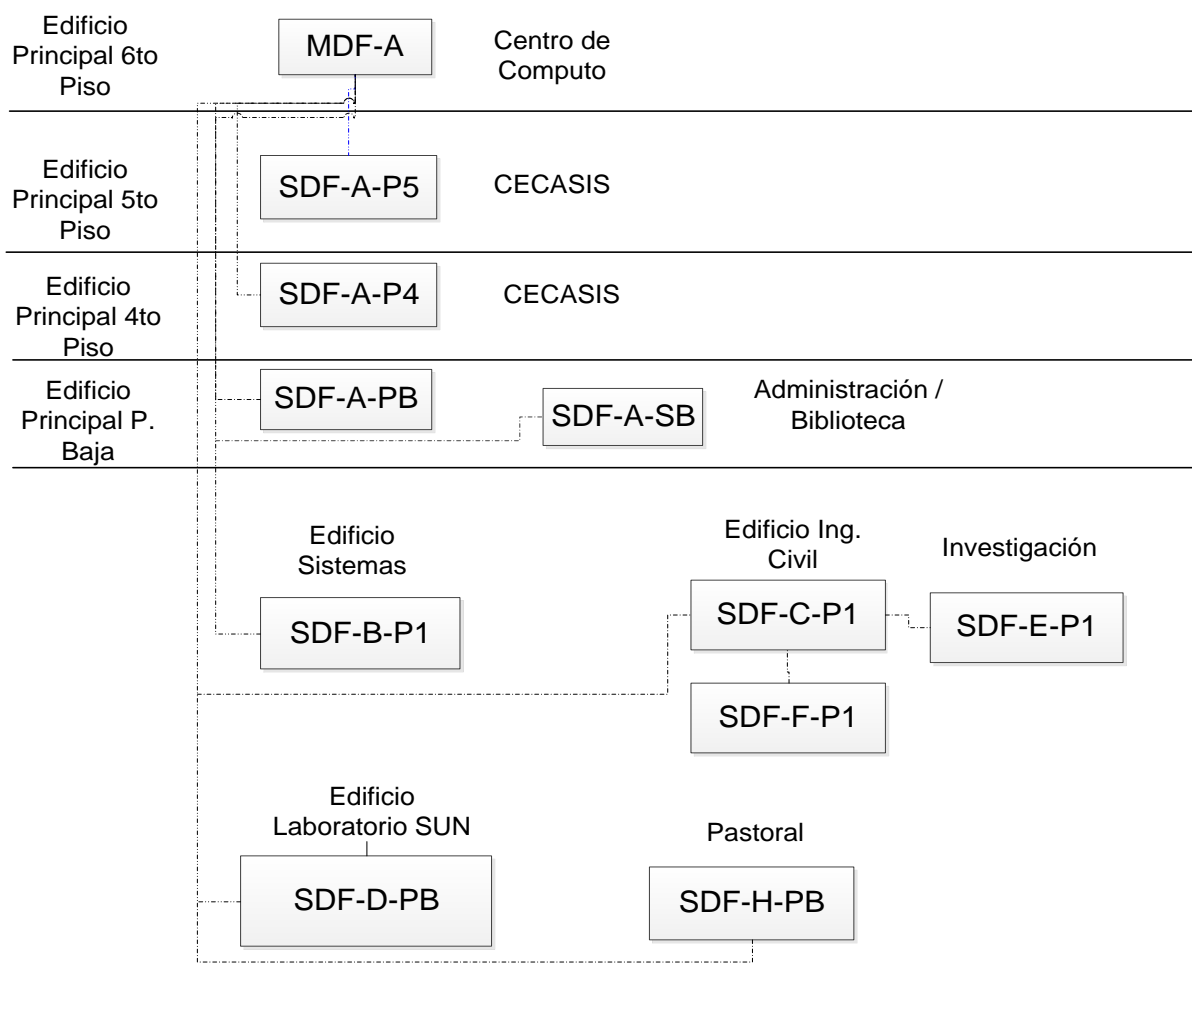 Edificio
Principal 6to
Piso
MDF-A
Centro de
Computo
Edificio
Principal 5to
Piso
SDF-A-P5
CECASIS
Edificio
Principal 4to
Piso
SDF-A-P4
CECASIS
Edificio
Principal P.
Baja
SDF-A-PB
SDF-A-SB
Administración /
Biblioteca
Edificio
Sistemas
SDF-B-P1
Edificio Ing.
Civil
SDF-C-P1
Investigación
SDF-E-P1
SDF-F-P1
Edificio
Laboratorio SUN
SDF-D-PB
Pastoral
SDF-H-PB